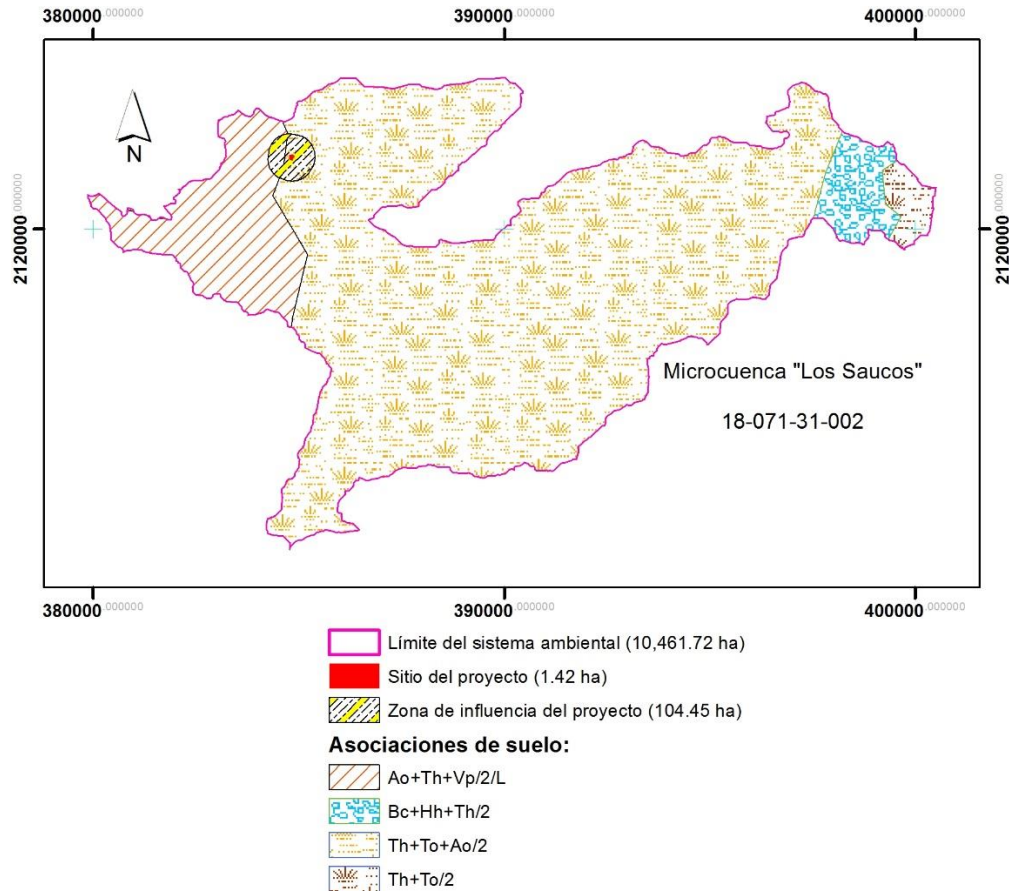 380000.000000 390000.000000 400000.000000
N
2120000.000000
2120000.000000
Microcuenca "Los Saucos"
18-071-31-002
380000.000000 390000.000000 400000.000000
Límite del sistema ambiental (10,461.72 ha)
Sitio del proyecto (1.42 ha)
Zona de influencia del proyecto (104.45 ha)
Asociaciones de suelo:
Ao+Th+Vp/2/L
Bc+Hh+Th/2
Th+To+Ao/2
Th+To/2